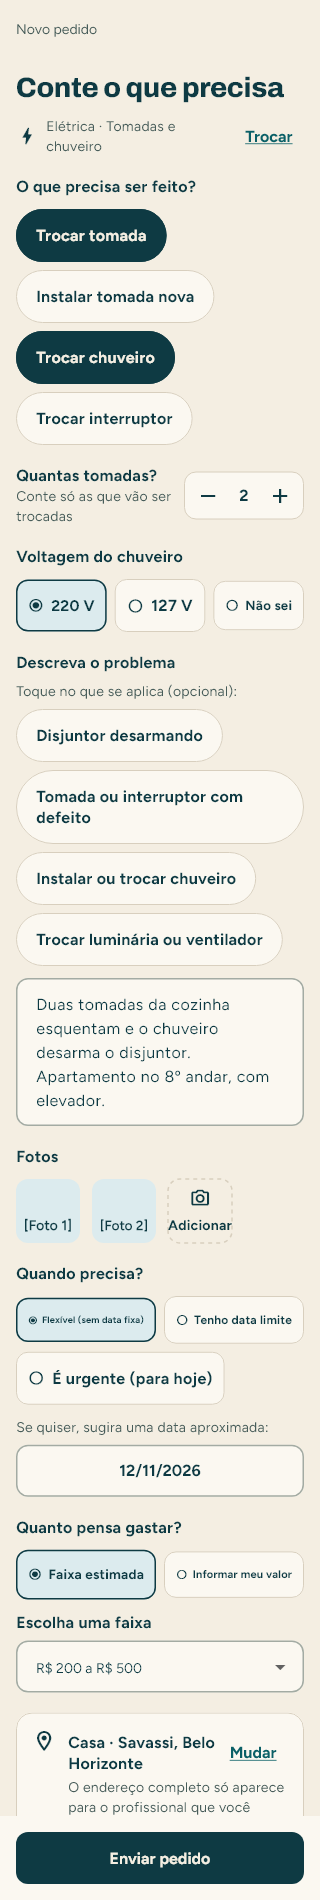 Novo pedido
Conte o que precisa
Elétrica · Tomadas e
chuveiro
Trocar
O que precisa ser feito?
Trocar tomada
Instalar tomada nova
Trocar chuveiro
Trocar interruptor
Quantas tomadas?
Conte só as que vão ser
trocadas
2
Voltagem do chuveiro
220 V
127 V
Não sei
Descreva o problema
Toque no que se aplica (opcional):
Disjuntor desarmando
Tomada ou interruptor com
defeito
Instalar ou trocar chuveiro
Trocar luminária ou ventilador
Duas tomadas da cozinha
esquentam e o chuveiro
desarma o disjuntor.
Apartamento no 8º andar, com
elevador.
Fotos
[Foto 1]
[Foto 2]
Adicionar
Quando precisa?
Flexível (sem data fixa)
Tenho data limite
É urgente (para hoje)
Se quiser, sugira uma data aproximada:
12/11/2026
Quanto pensa gastar?
Faixa estimada
Informar meu valor
Escolha uma faixa
R$ 200 a R$ 500
Casa · Savassi, Belo
Horizonte
Mudar
O endereço completo só aparece
para o profissional que você
Enviar pedido